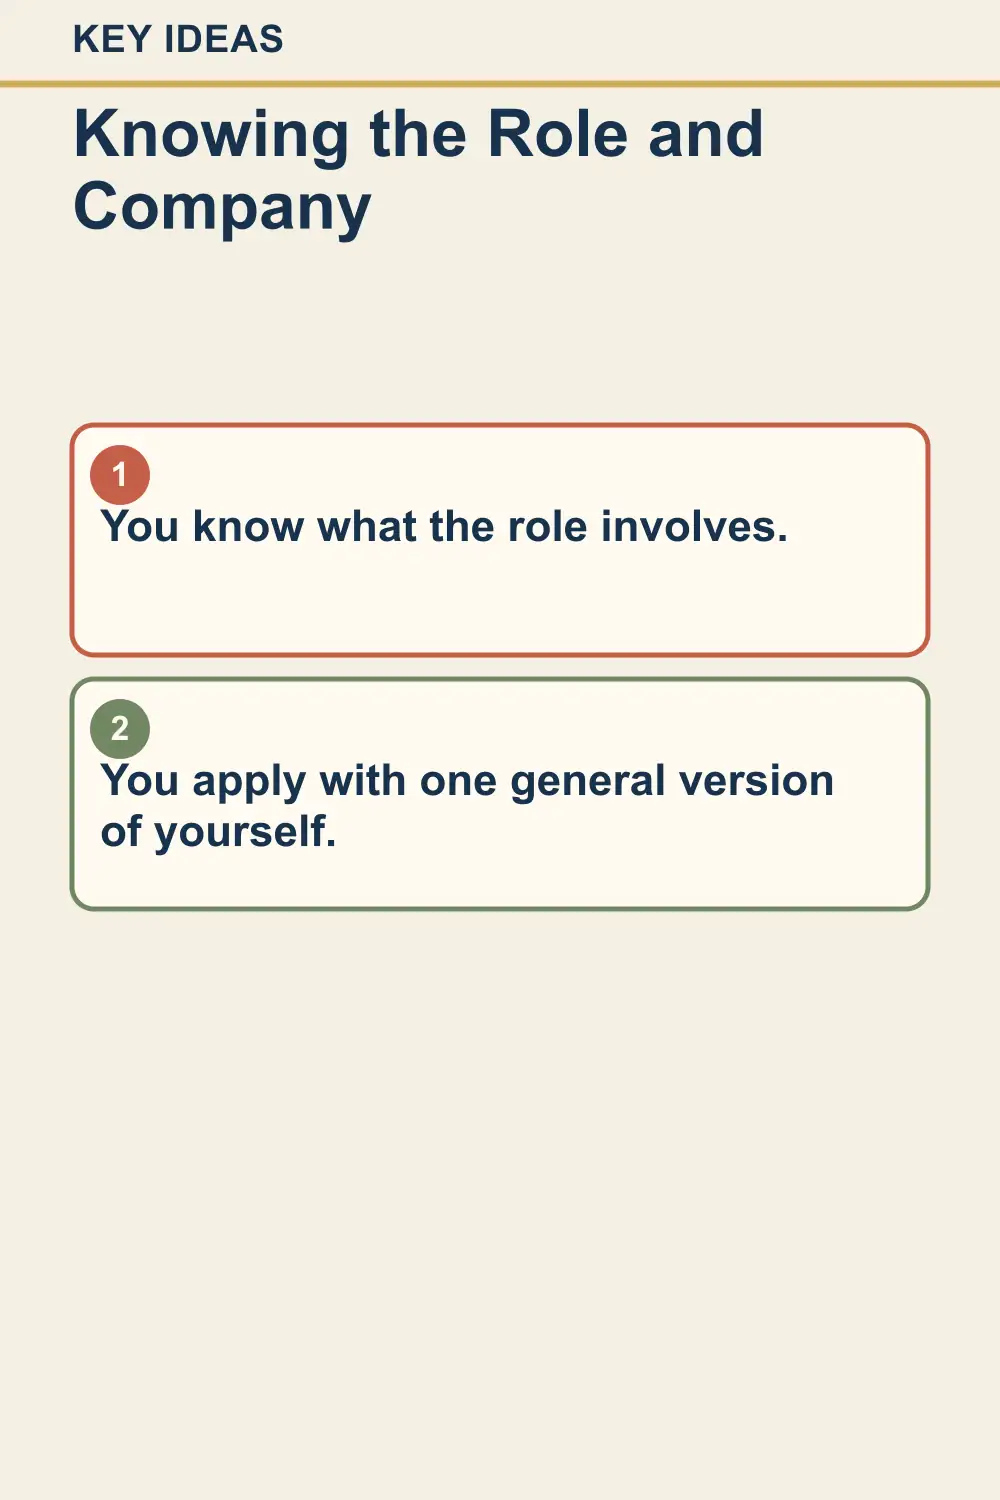 KEY IDEAS
Knowing the Role and
Company
1
You know what the role involves.
2
You apply with one general version
of yourself.